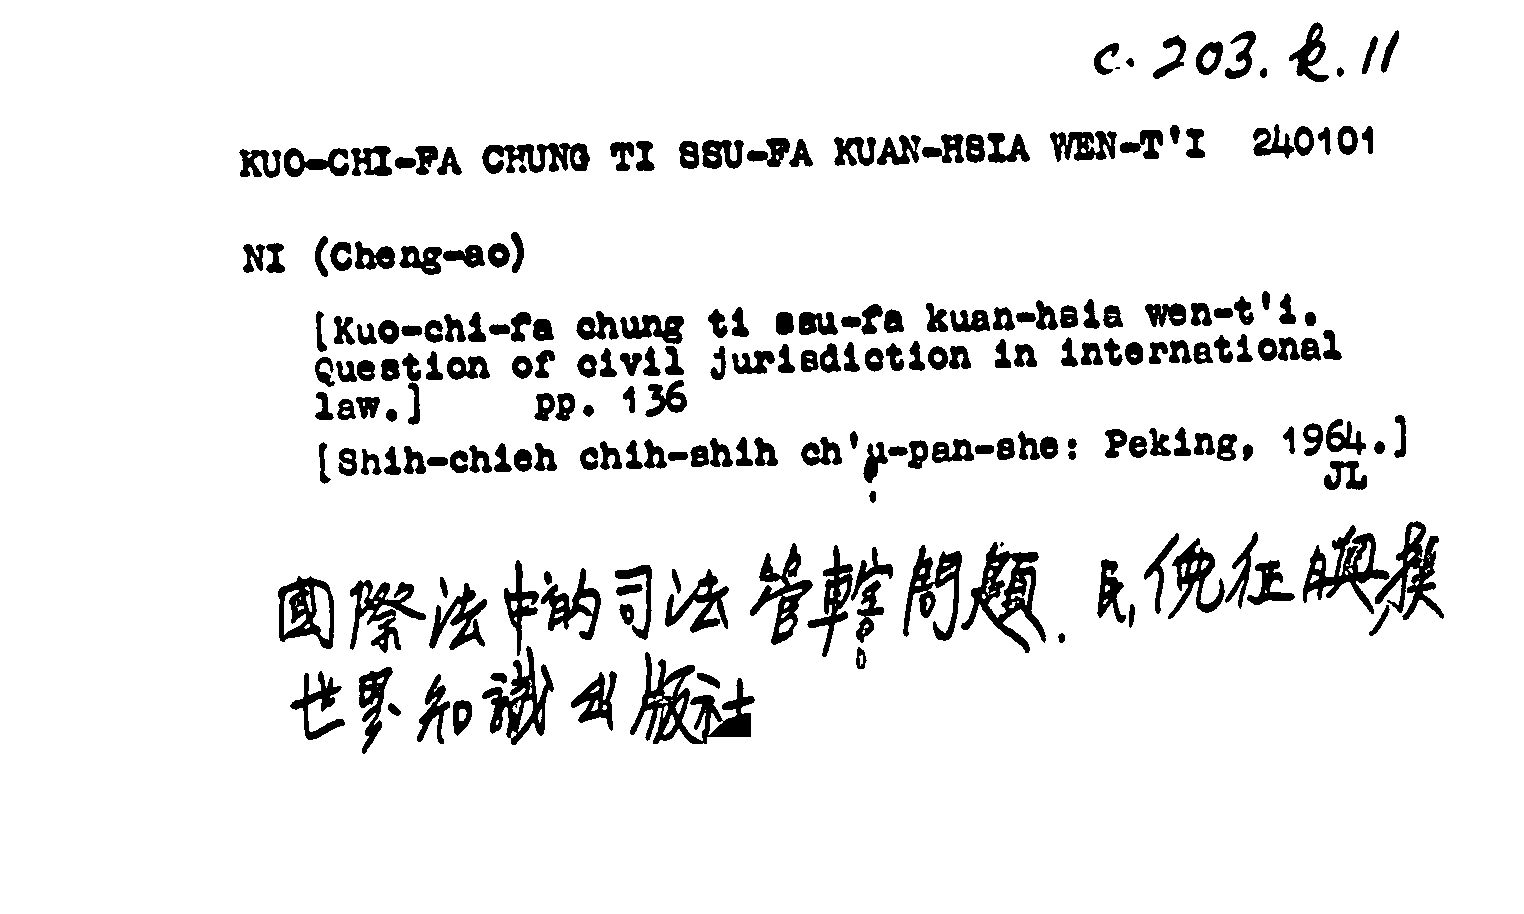 c. 203. k. 11
KUO-CHI-FA CHUNG TI SSU-FA KUAN-HSIA WEN-T'I 240101
NI (Cheng-ao)
[Kuo-chi-fa chung ti ssu-fa kuan-hsia wen-t'i.
Question of civil jurisdiction in international
law.] pp. 136
[Shih-chieh chih-shih ch'u-pan-she: Peking, 1964.]
JL
國際法中的司法管轄問題. 倪征𣋉撰
世界知識出版社